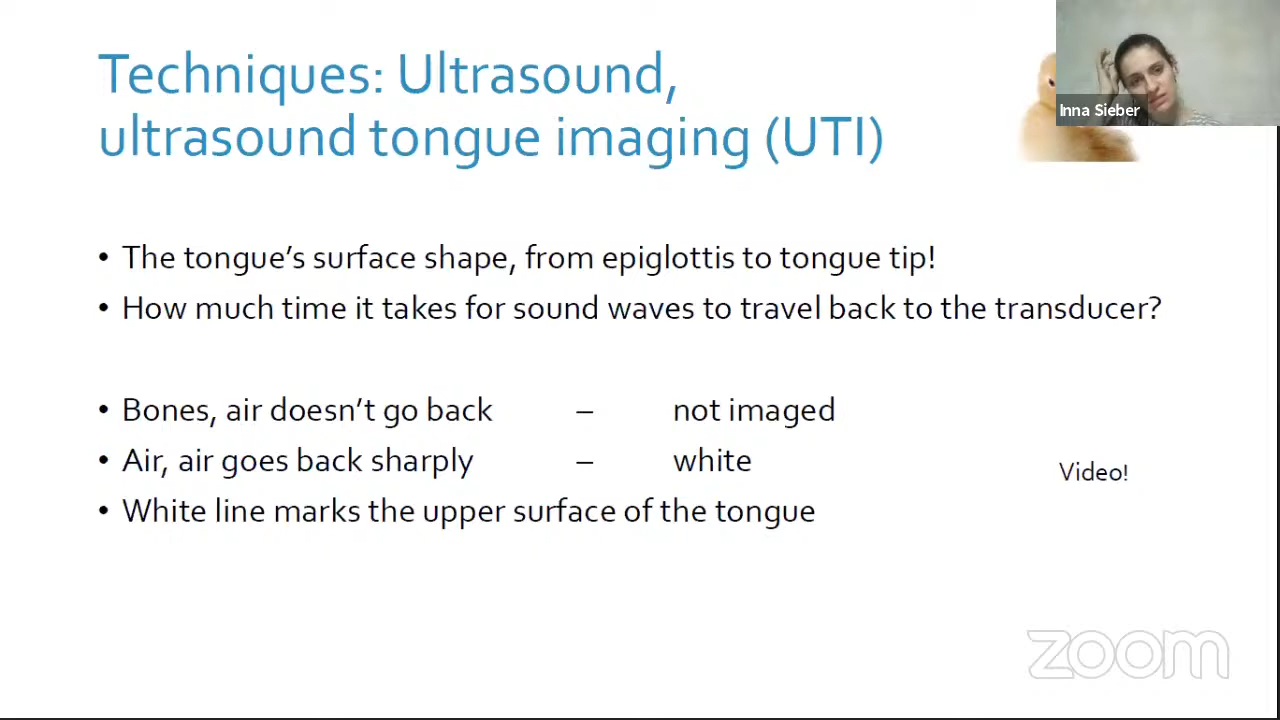 Techniques: Ultrasound,
ultrasound tongue imaging (UTI)
Inna Sieber
• The tongue’s surface shape, from epiglottis to tongue tip!
• How much time it takes for sound waves to travel back to the transducer?
• Bones, air doesn’t go back – not imaged
• Air, air goes back sharply – white
Video!
• White line marks the upper surface of the tongue
zoom